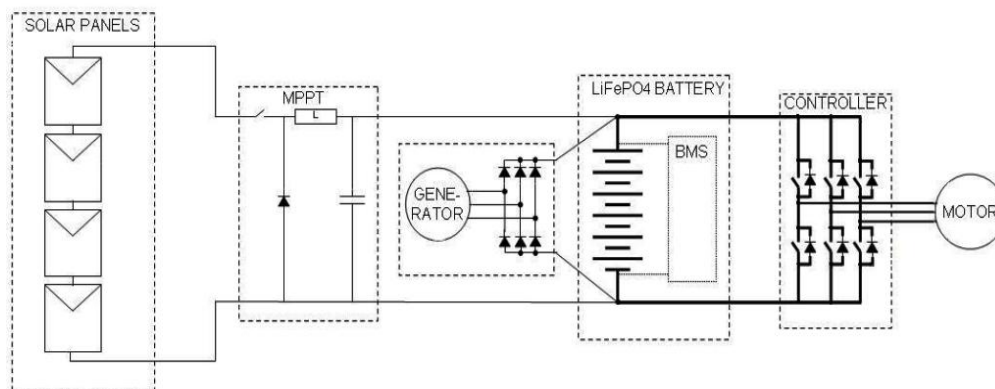 SOLAR PANELS
MPPT
L
GENE-
RATOR
LiFePO4 BATTERY
BMS
CONTROLLER
MOTOR